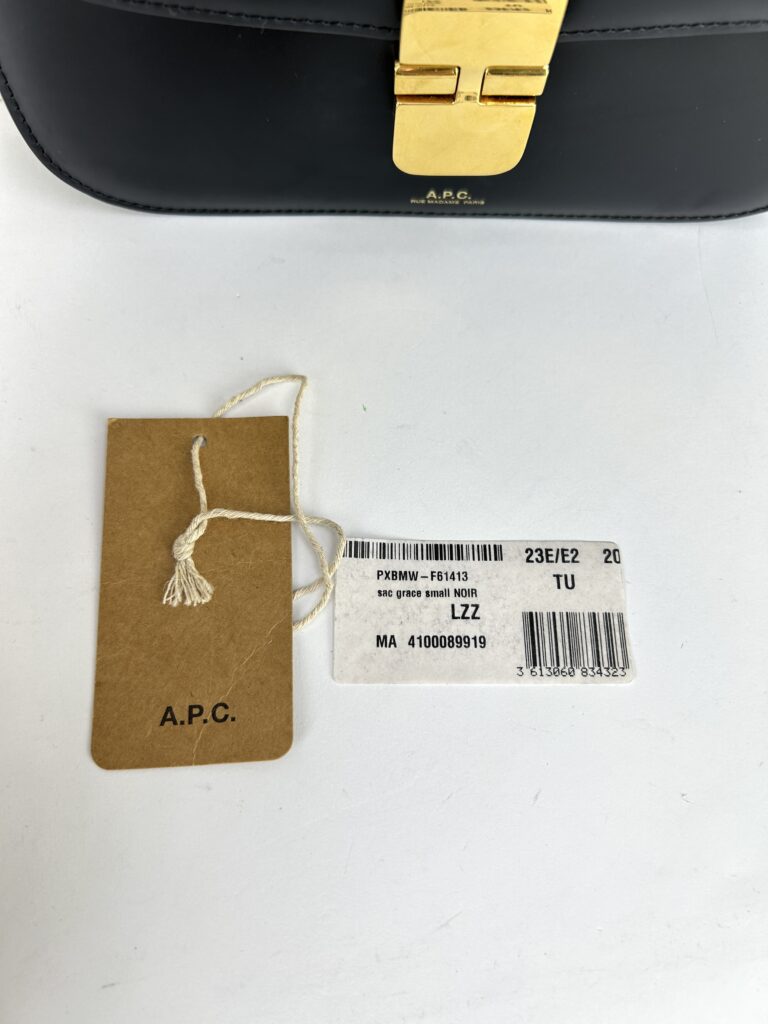 A.P.C.
RUE MADAME PARIS
A.P.C.
23E/E2 20
PXBMW-F61413
TU
sac grace small NOIR
LZZ
MA 4100089919
3 613060 834323